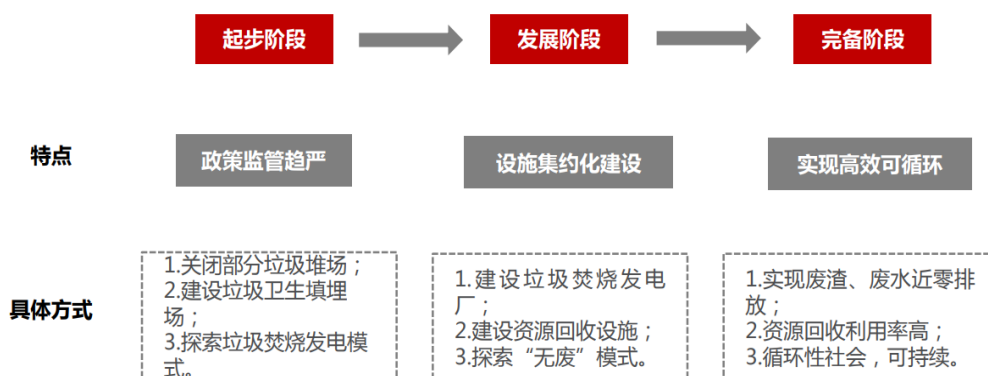 起步阶段
发展阶段
完备阶段
特点
政策监管趋严
设施集约化建设
实现高效可循环
具体方式
1.关闭部分垃圾堆场；
2.建设垃圾卫生填埋
场；
3.探索垃圾焚烧发电模
式。
1.建设垃圾焚烧发电
厂；
2.建设资源回收设施；
3.探索“无废”模式。
1.实现废渣、废水近零排
放；
2.资源回收利用率高；
3.循环性社会，可持续。